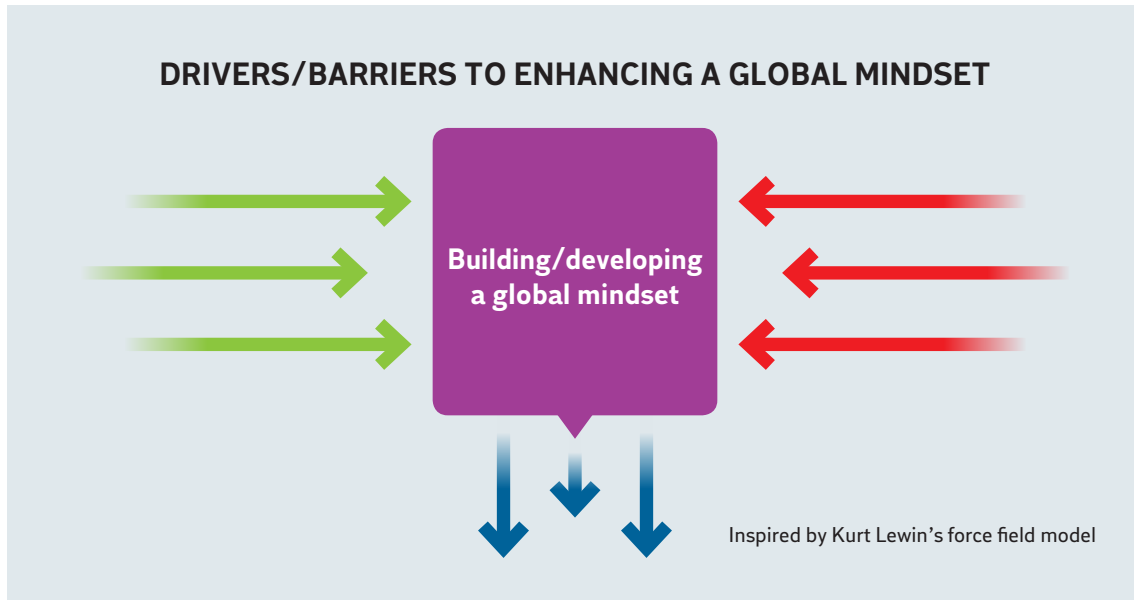 DRIVERS/BARRIERS TO ENHANCING A GLOBAL MINDSET
Building/developing
a global mindset
Inspired by Kurt Lewin’s force field model